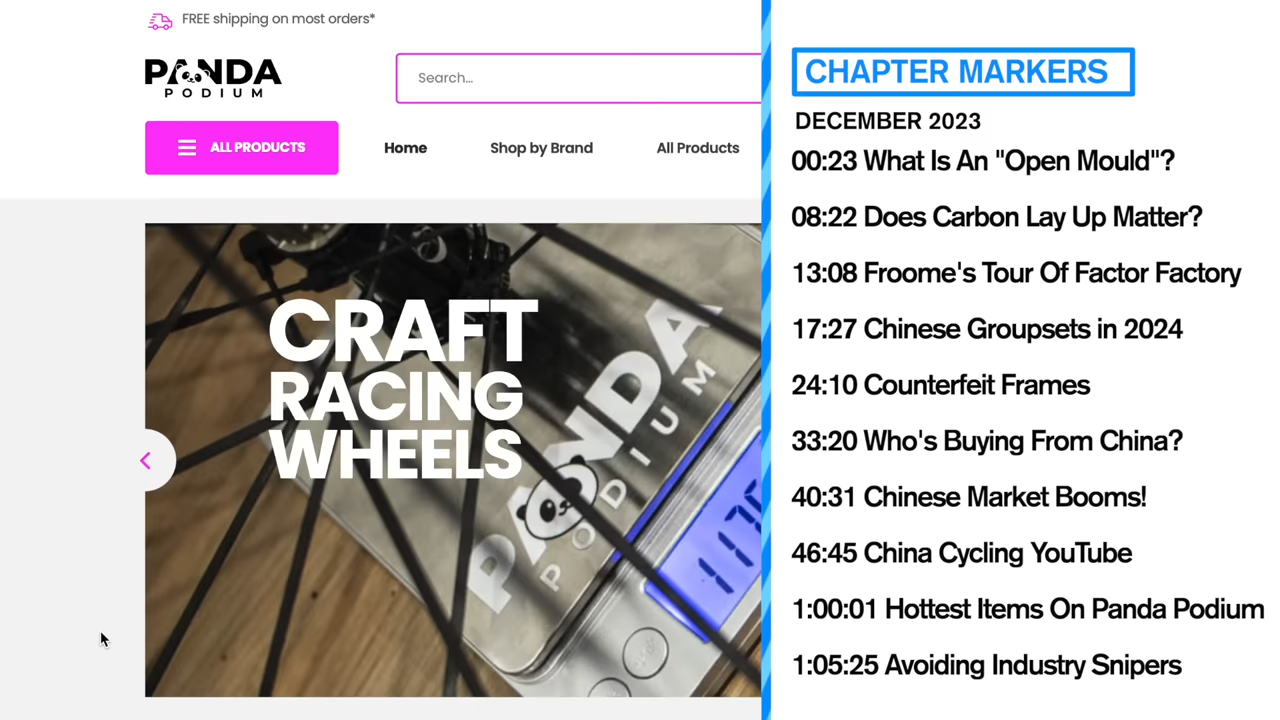 FREE shipping on most orders*
PANDA
PODIUM
Search...
ALL PRODUCTS
Home
Shop by Brand
All Products
CRAFT
RACING
WHEELS
PANDA
PODIUM
CHAPTER MARKERS
DECEMBER 2023
00:23 What Is An "Open Mould"?
08:22 Does Carbon Lay Up Matter?
13:08 Froome's Tour Of Factor Factory
17:27 Chinese Groupsets in 2024
24:10 Counterfeit Frames
33:20 Who's Buying From China?
40:31 Chinese Market Booms!
46:45 China Cycling YouTube
1:00:01 Hottest Items On Panda Podium
1:05:25 Avoiding Industry Snipers